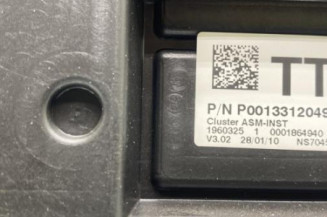 TT
P/N P0013312049
Cluster ASM-INST
1960325 1 0001864940
V3.02 28/01/10 NS7045